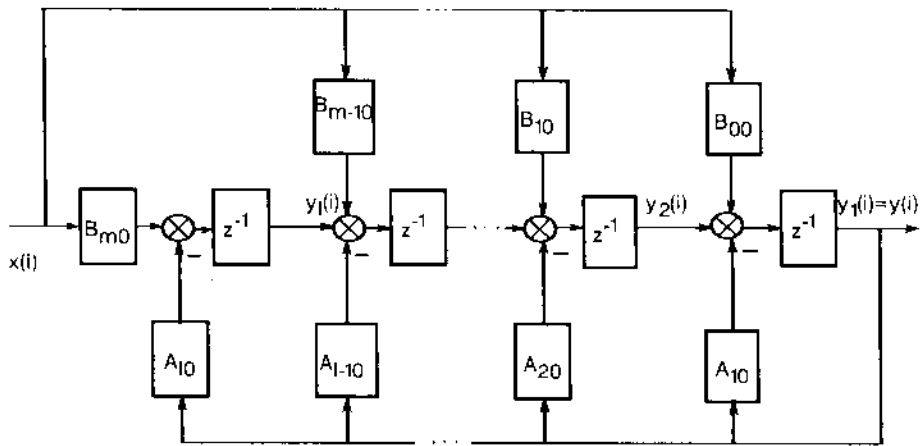 B_{m-10}
B_{10}
B_{00}
B_{m0}
z^{-1}
y_l(i)
z^{-1}
z^{-1}
y_2(i)
z^{-1}
y_1(i)=y(i)
x(i)
A_{l0}
A_{l-10}
A_{20}
A_{10}